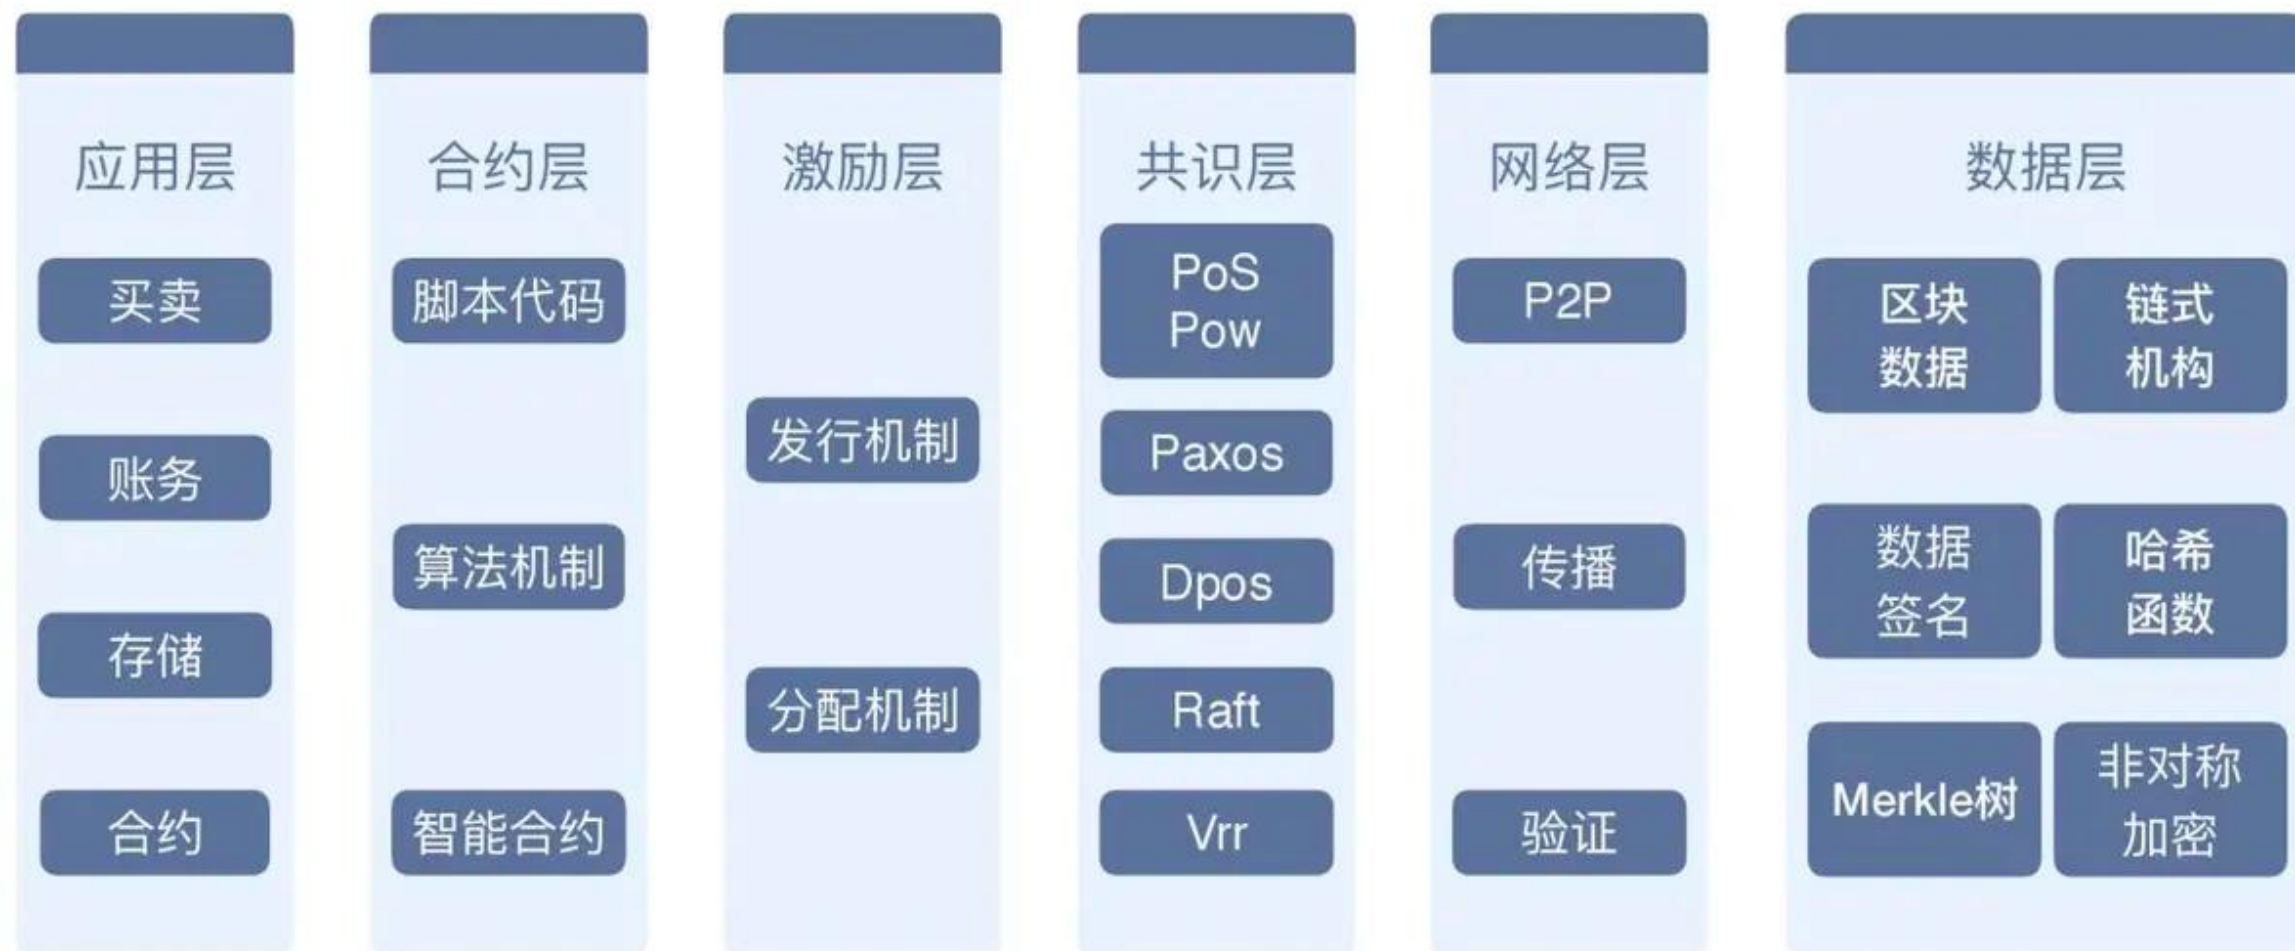 应用层
买卖
账务
存储
合约
合约层
脚本代码
算法机制
智能合约
激励层
发行机制
分配机制
共识层
PoS
Pow
Paxos
Dpos
Raft
Vrr
网络层
P2P
传播
验证
数据层
区块
数据
链式
机构
数据
签名
哈希
函数
Merkle树
非对称
加密